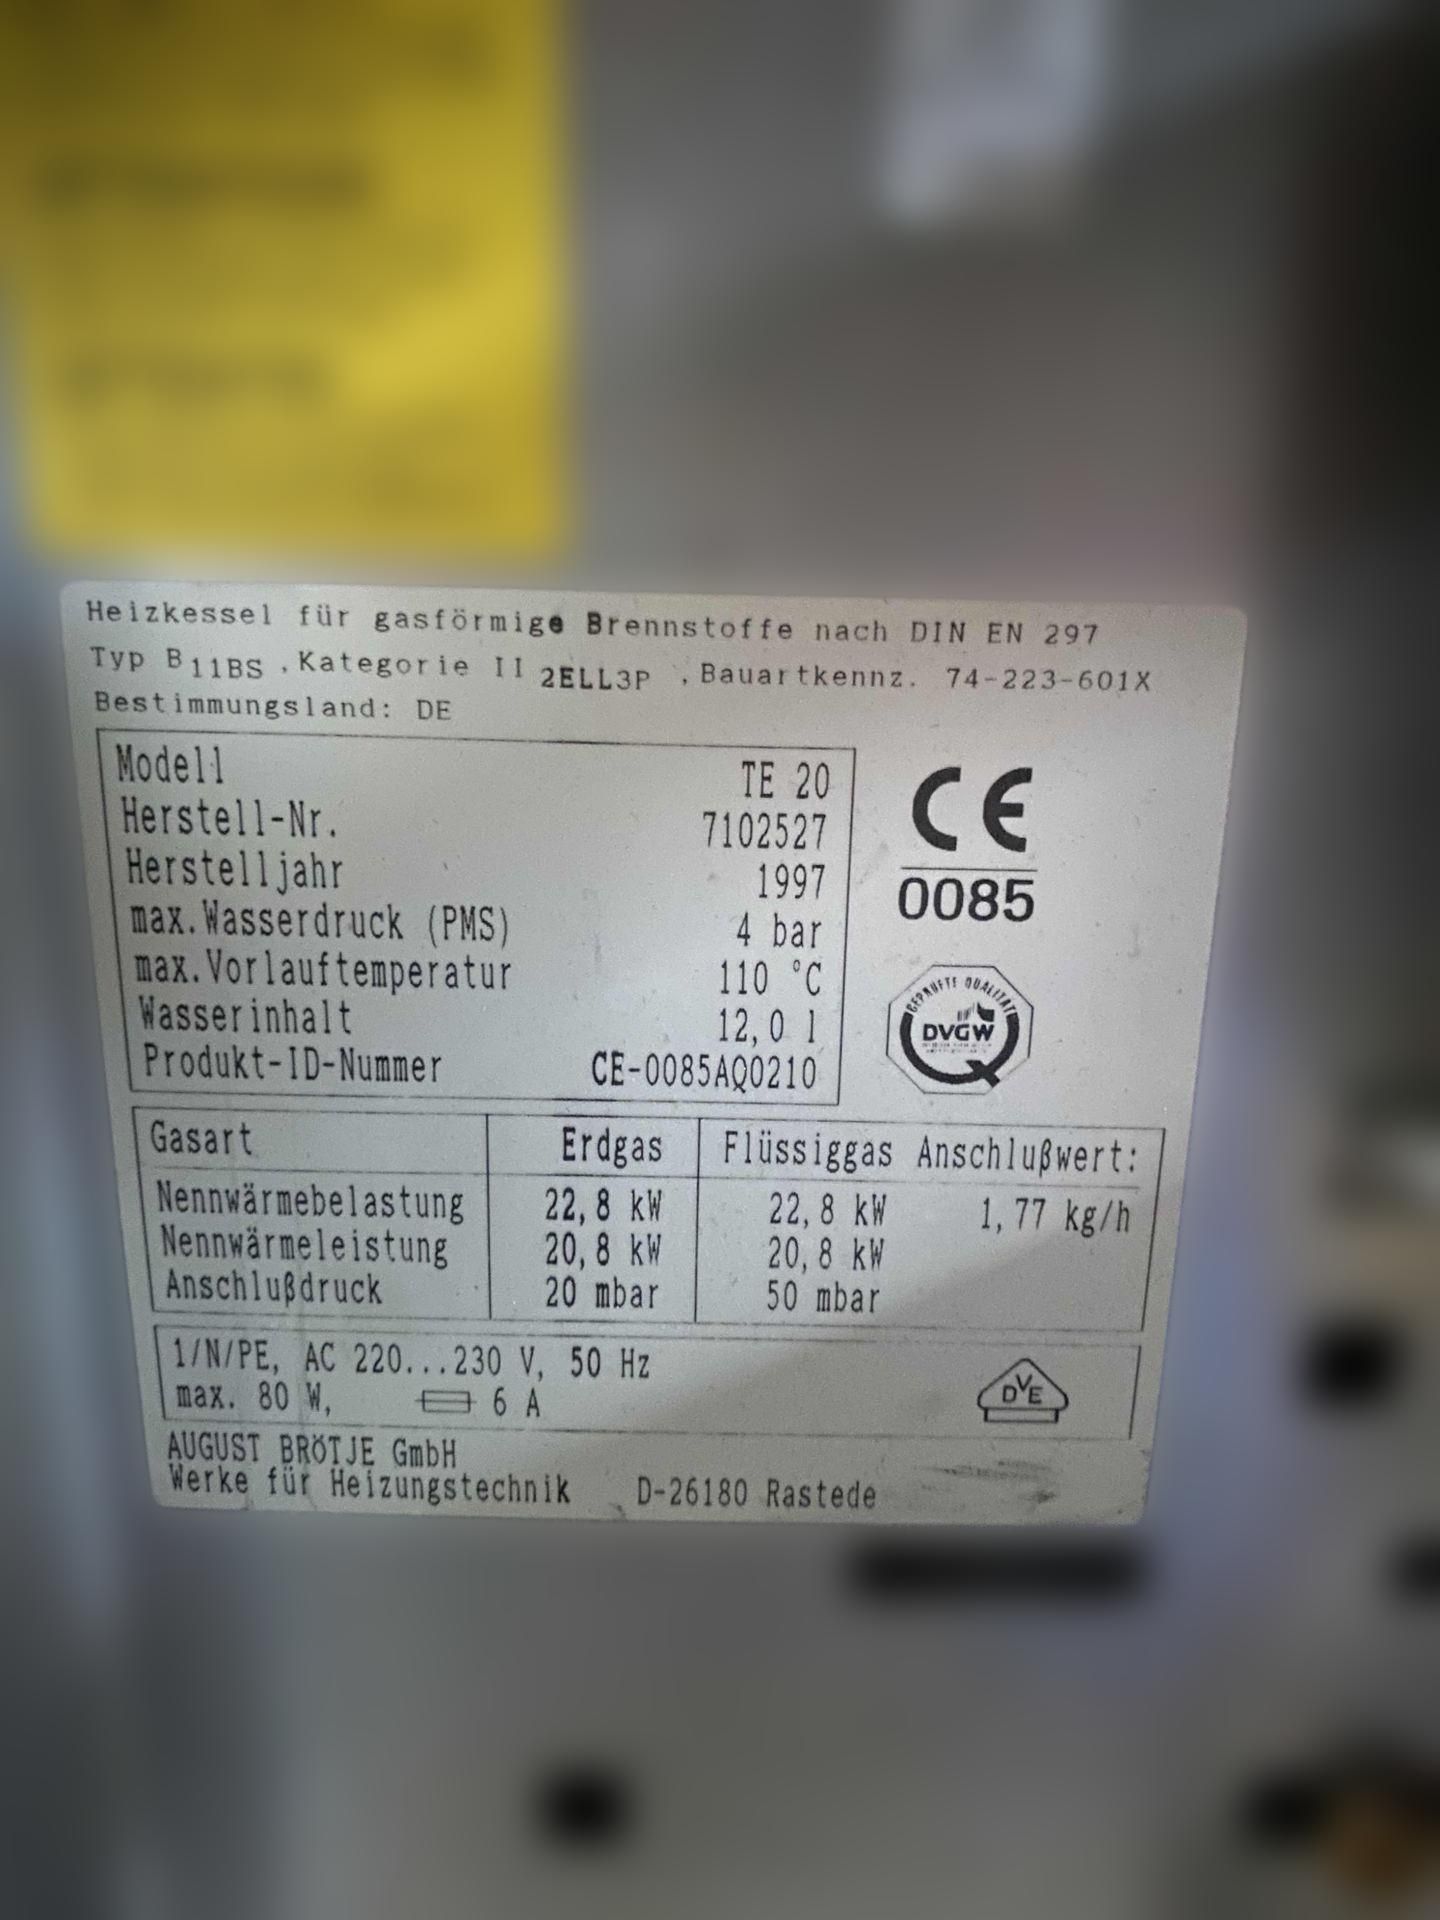 Heizkessel für gasförmige Brennstoffe nach DIN EN 297
Typ B11BS , Kategorie II 2ELL3P , Bauartkennz. 74-223-601X
Bestimmungsland: DE
Modell TE 20
Herstell-Nr. 7102527
Herstelljahr 1997
max.Wasserdruck (PMS) 4 bar
max.Vorlauftemperatur 110 °C
Wasserinhalt 12,0 l
Produkt-ID-Nummer CE-0085AQ0210
CE
0085
GEPRÜFTE QUALITÄT
DVGW
Gasart Erdgas Flüssiggas Anschlußwert:
Nennwärmebelastung 22,8 kW 22,8 kW 1,77 kg/h
Nennwärmeleistung 20,8 kW 20,8 kW
Anschlußdruck 20 mbar 50 mbar
1/N/PE, AC 220...230 V, 50 Hz
max. 80 W, 6 A
DVE
AUGUST BRÖTJE GmbH
Werke für Heizungstechnik D-26180 Rastede